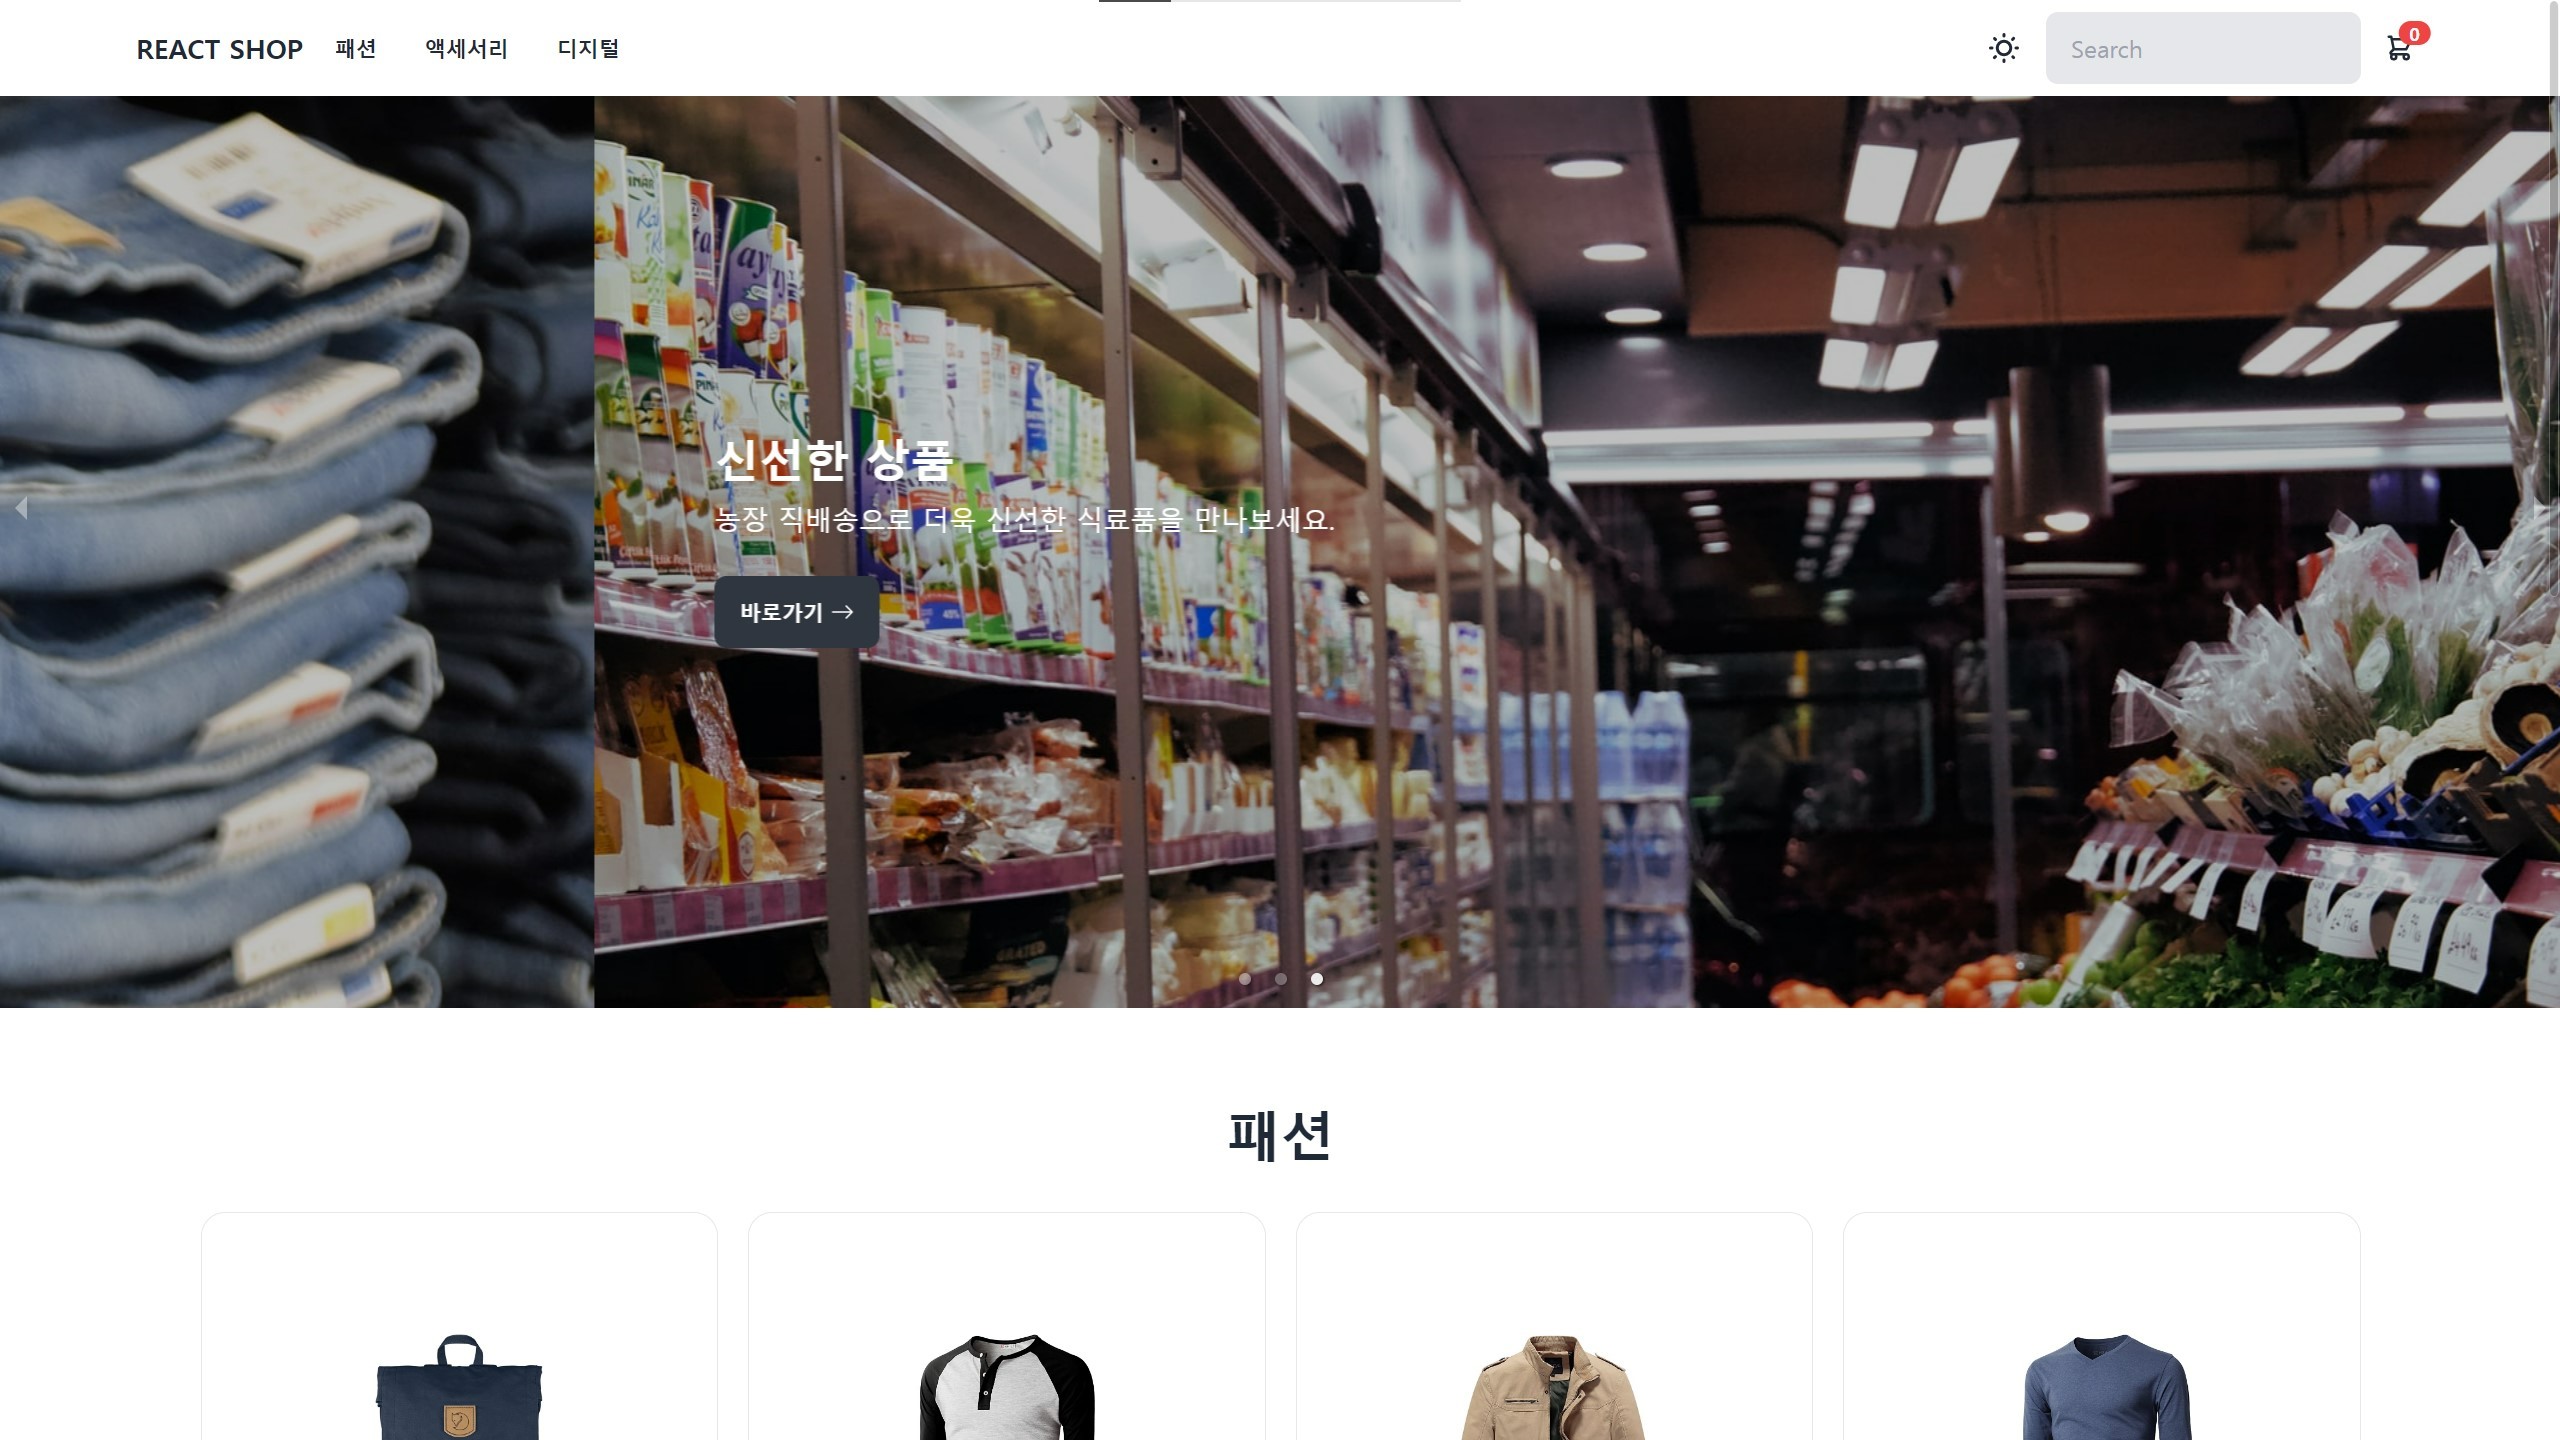 REACT SHOP 패션 액세서리 디지털 Search 0
신선한 상품
농장 직배송으로 더욱 신선한 식료품을 만나보세요.
바로가기 →
패션